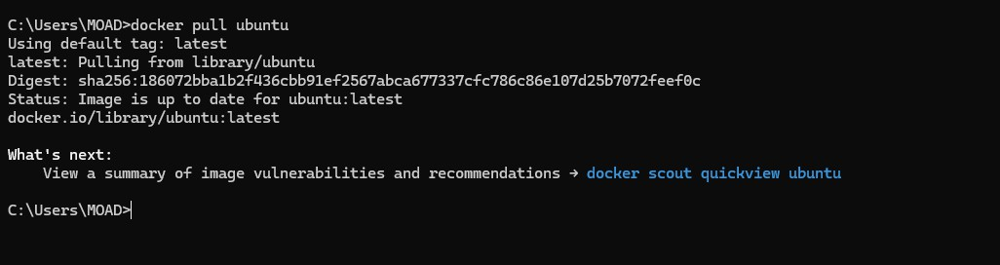 C:\Users\MOAD>docker pull ubuntu
Using default tag: latest
latest: Pulling from library/ubuntu
Digest: sha256:186072bba1b2f436cbb91ef2567abca677337cfc786c86e107d25b7072feef0c
Status: Image is up to date for ubuntu:latest
docker.io/library/ubuntu:latest
What's next:
View a summary of image vulnerabilities and recommendations → docker scout quickview ubuntu
C:\Users\MOAD>